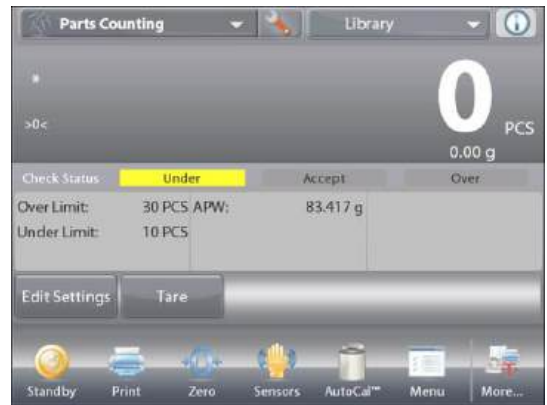 Parts Counting Library
0 PCS
>0<
0.00 g
Check Status Under Accept Over
Over Limit: 30 PCS APW: 83.417 g
Under Limit: 10 PCS
Edit Settings Tare
Standby Print Zero Sensors AutoCal™ Menu More...